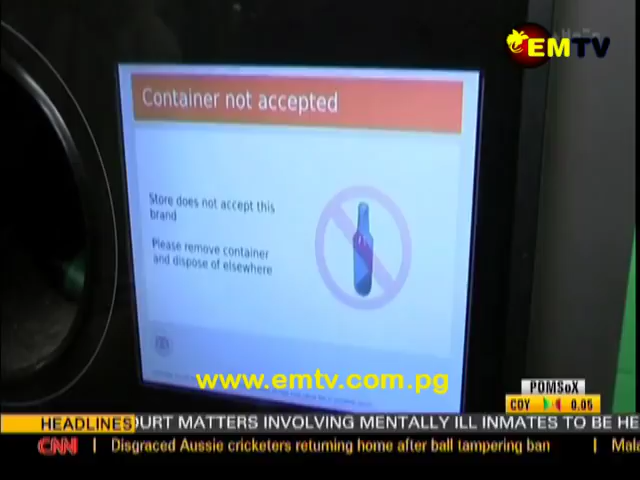 EMTV
Container not accepted
Store does not accept this
brand
Please remove container
and dispose of elsewhere
www.emtv.com.pg
POMSoX
COY 0.05
HEADLINES OURT MATTERS INVOLVING MENTALLY ILL INMATES TO BE HE
CNN Disgraced Aussie cricketers returning home after ball tampering ban Mala